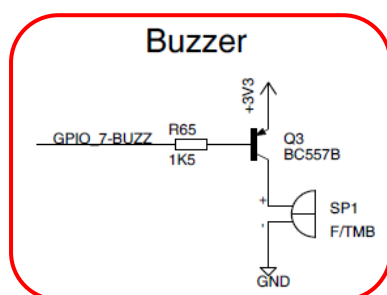 Buzzer
+3V3
GPIO_7-BUZZ
R65
1K5
Q3
BC557B
+
-
SP1
F/TMB
GND